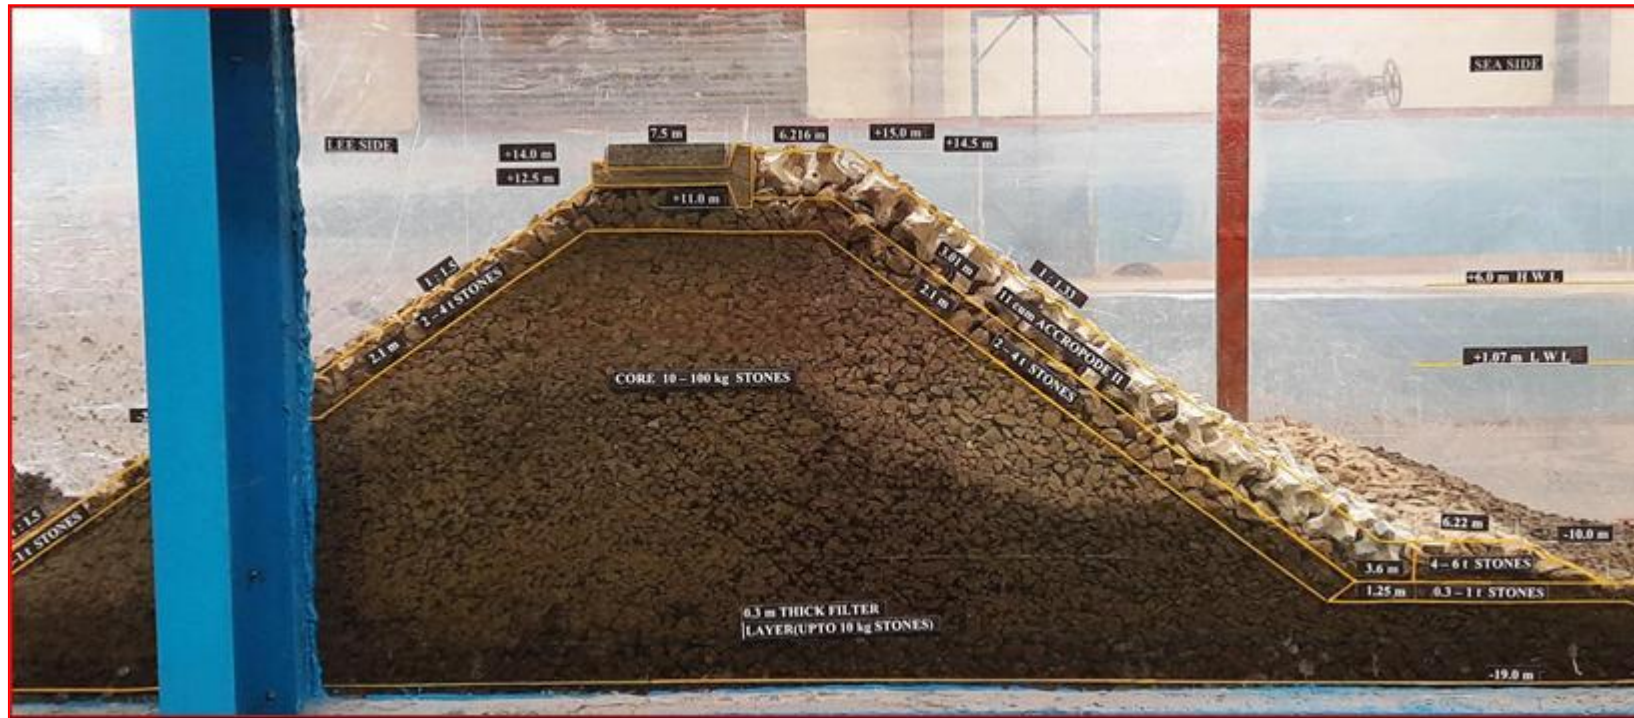 SEA SIDE
LEE SIDE
7.5 m
6.216 m
+15.0 m
+14.5 m
+14.0 m
+12.5 m
+11.0 m
1 : 1.5
2 – 4 t STONES
2.1 m
3.01 m
1 : 1.33
11 cum ACCROPODE II
2.1 m
2 – 4 t STONES
+6.0 m H W L
+1.07 m L W L
CORE 10 – 100 kg STONES
: 1.5
1 t STONES
6.22 m
-10.0 m
3.6 m
4 – 6 t STONES
1.25 m
0.3 – 1 t STONES
0.3 m THICK FILTER
LAYER(UPTO 10 kg STONES)
-19.0 m